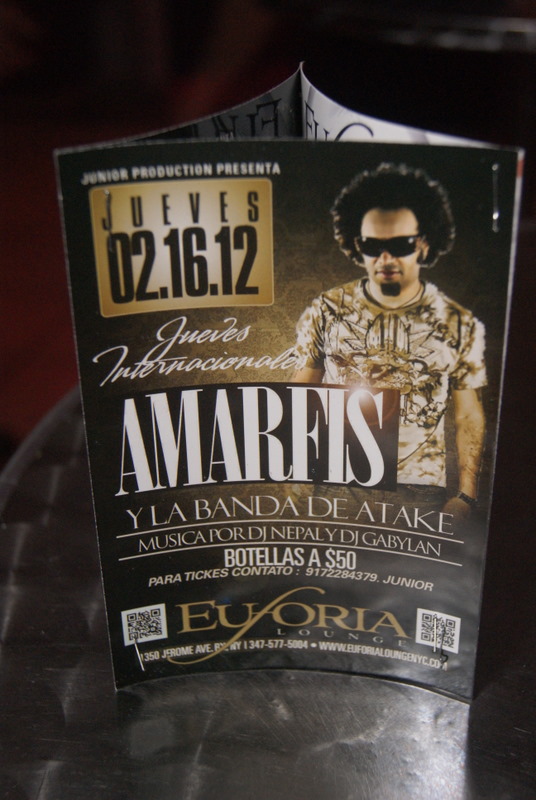 JUNIOR PRODUCTION PRESENTA
JUEVES
02.16.12
Jueves
Internacionales
AMARFIS
Y LA BANDA DE ATAKE
MUSICA POR DJ NEPAL Y DJ GABYLAN
BOTELLAS A $50
PARA TICKES CONTATO : 9172284379. JUNIOR
EUFORIA
LOUNGE
1350 JEROME AVE. BX, NY | 347-577-5004 • WWW.EUFORIALOUNGENYC.COM